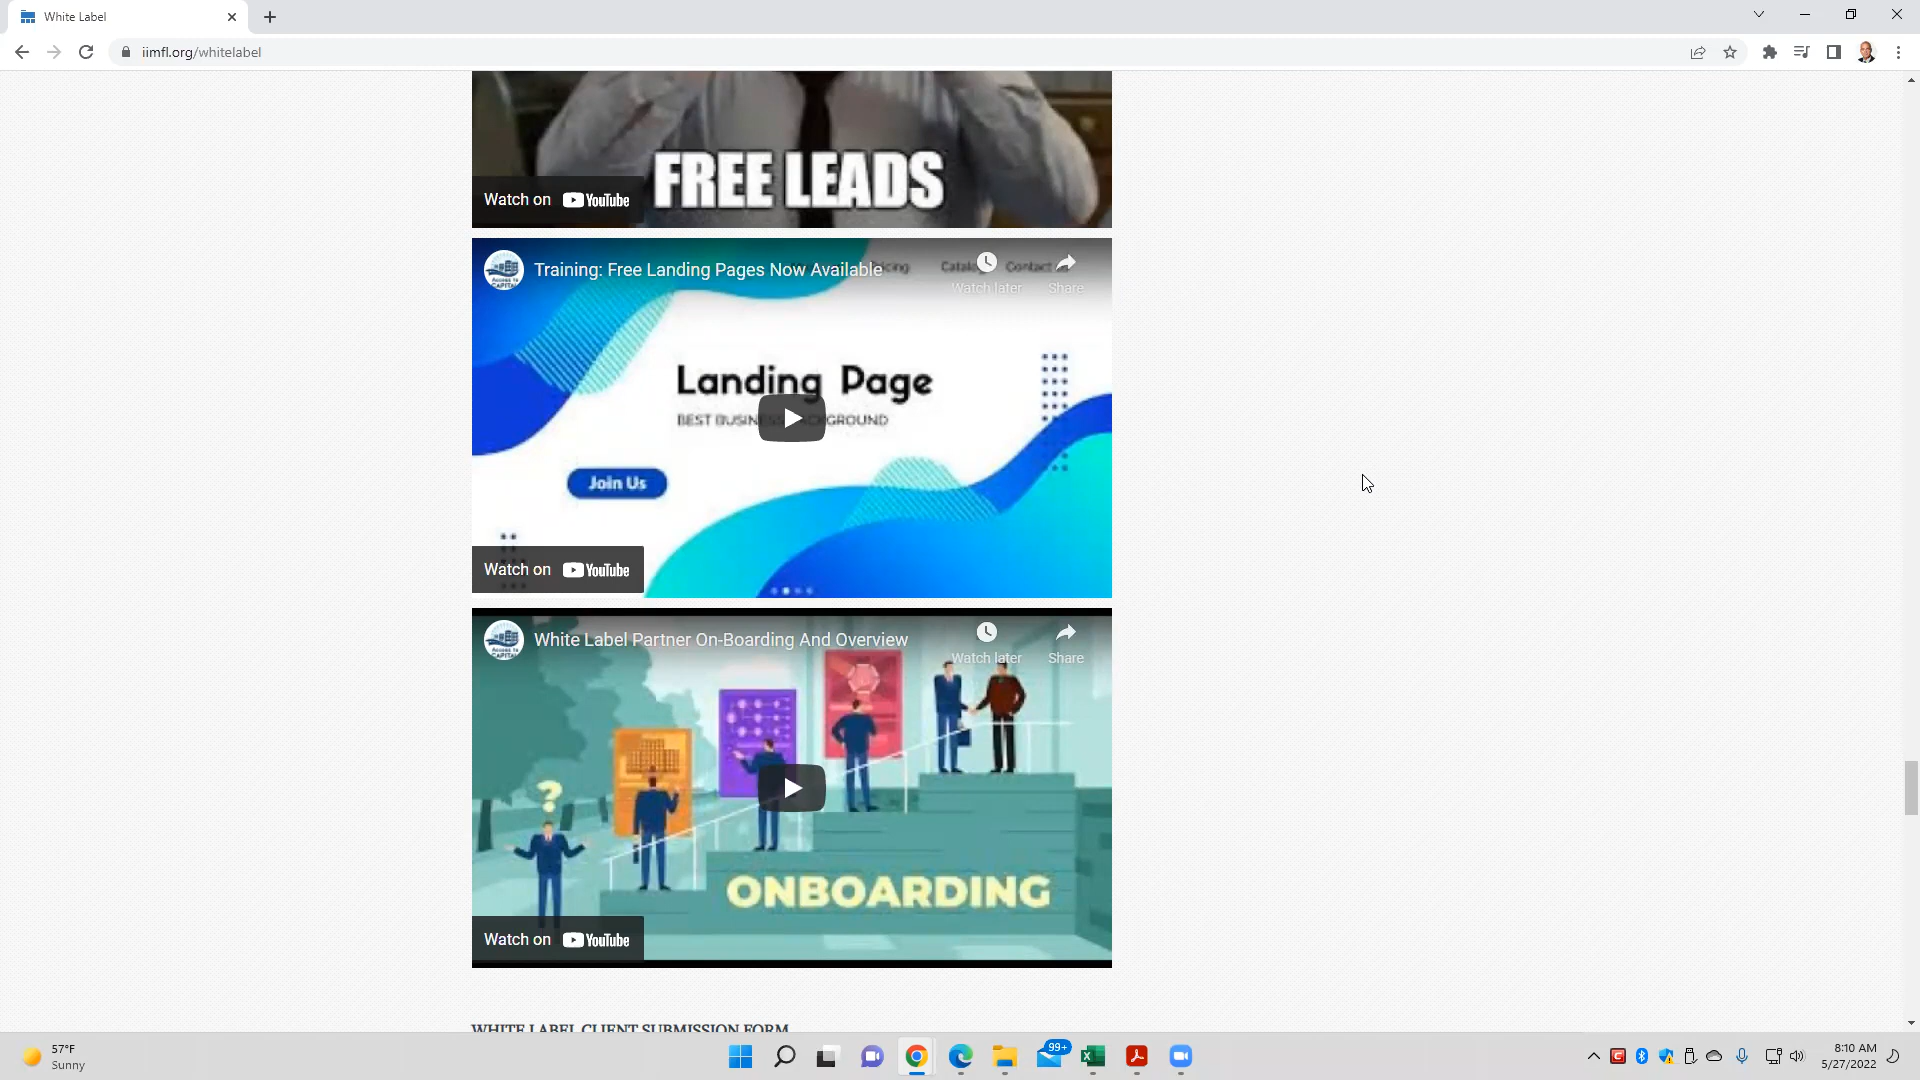 White Label
iimfl.org/whitelabel
FREE LEADS
Watch on YouTube
Training: Free Landing Pages Now Available
Contact
Watch later
Share
Landing Page
Join Us
Watch on YouTube
White Label Partner On-Boarding And Overview
Watch later
Share
?
ONBOARDING
Watch on YouTube
WHITE LABEL CLIENT SUBMISSION FORM
57°F
Sunny
99+
8:10 AM
5/27/2022